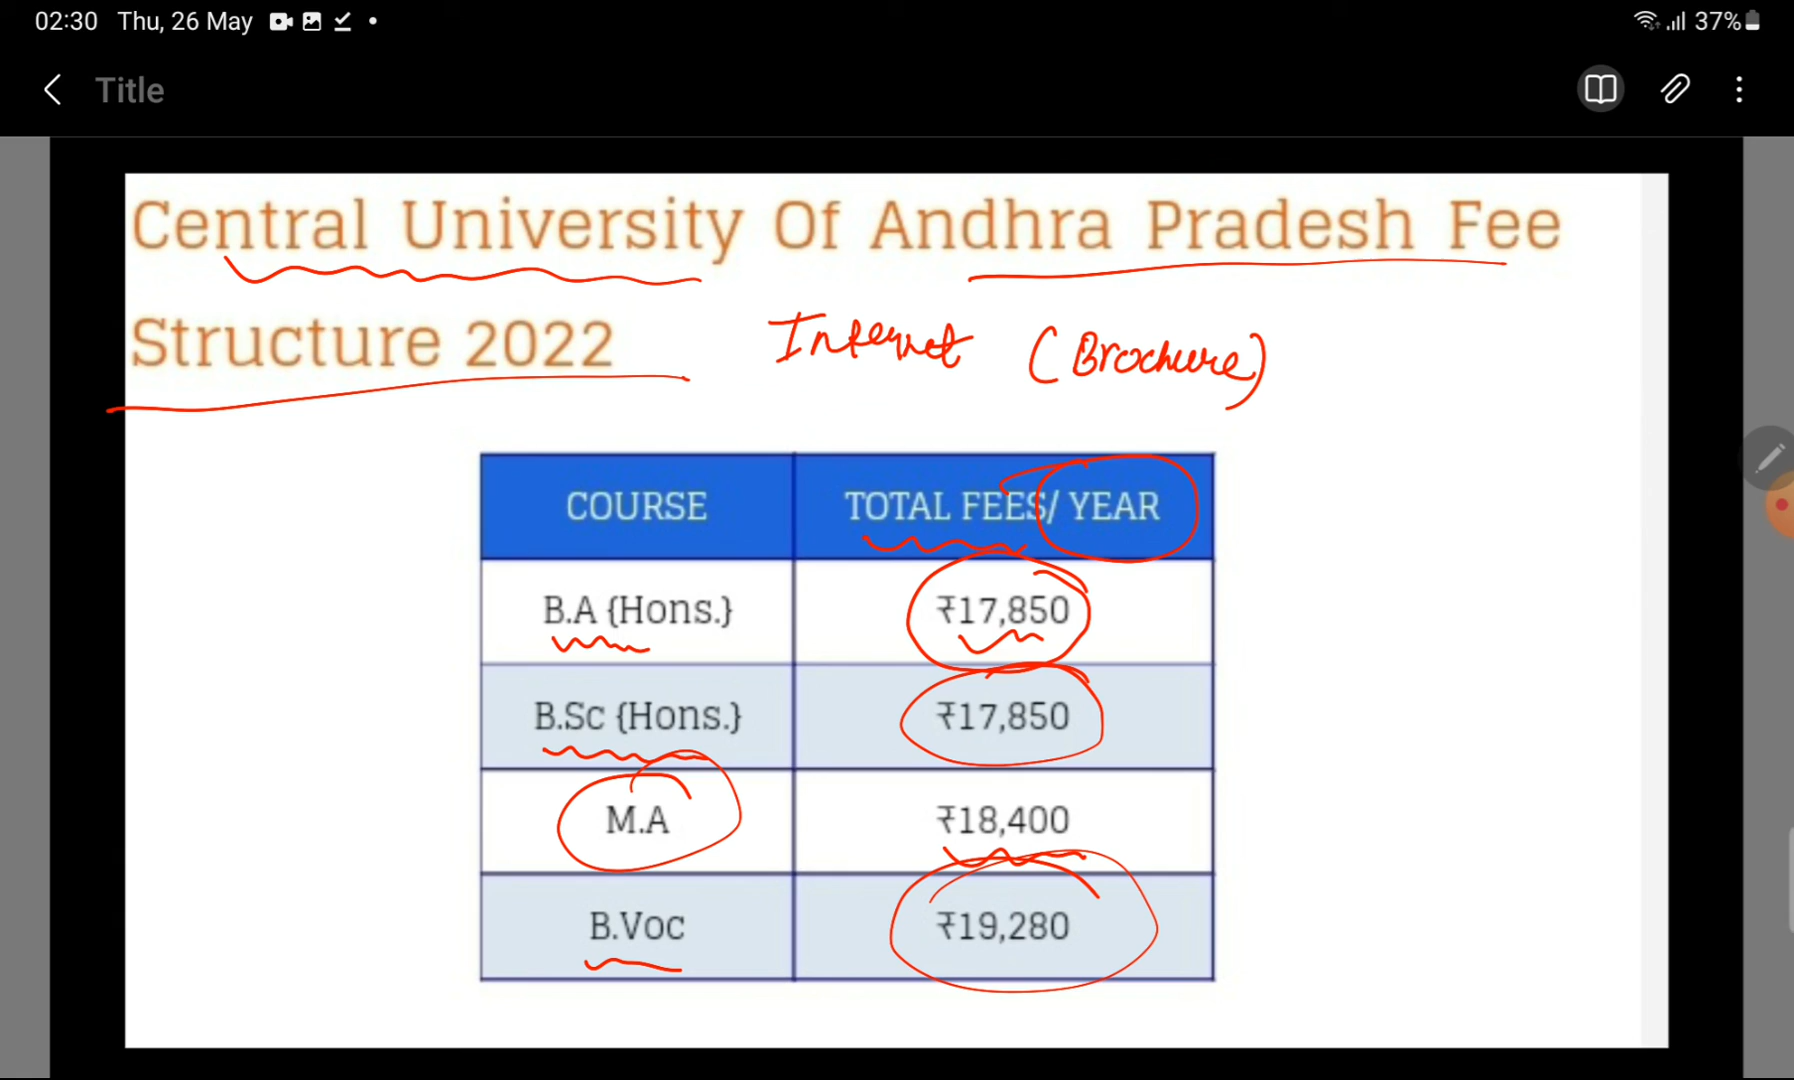 02:30 Thu, 26 May
37%
Title
Central University Of Andhra Pradesh Fee
Structure 2022
Internet (Brochure)
COURSE TOTAL FEES/ YEAR
B.A {Hons.} ₹17,850
B.Sc {Hons.} ₹17,850
M.A ₹18,400
B.Voc ₹19,280